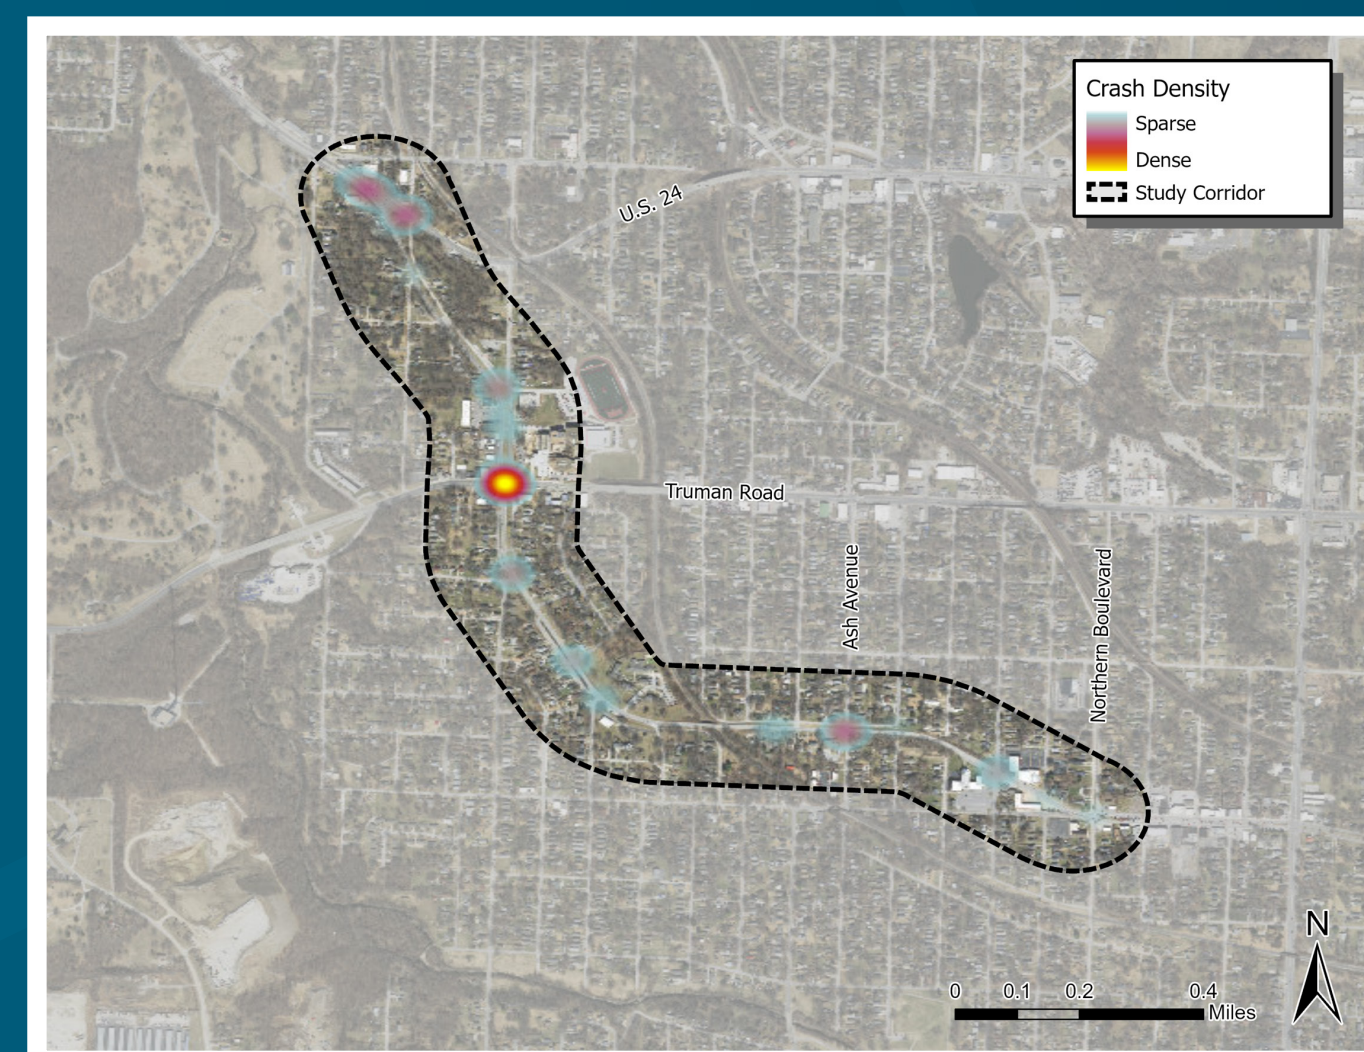 Crash Density
Sparse
Dense
Study Corridor
U.S. 24
Truman Road
Ash Avenue
Northern Boulevard
N
0 0.1 0.2 0.4
Miles